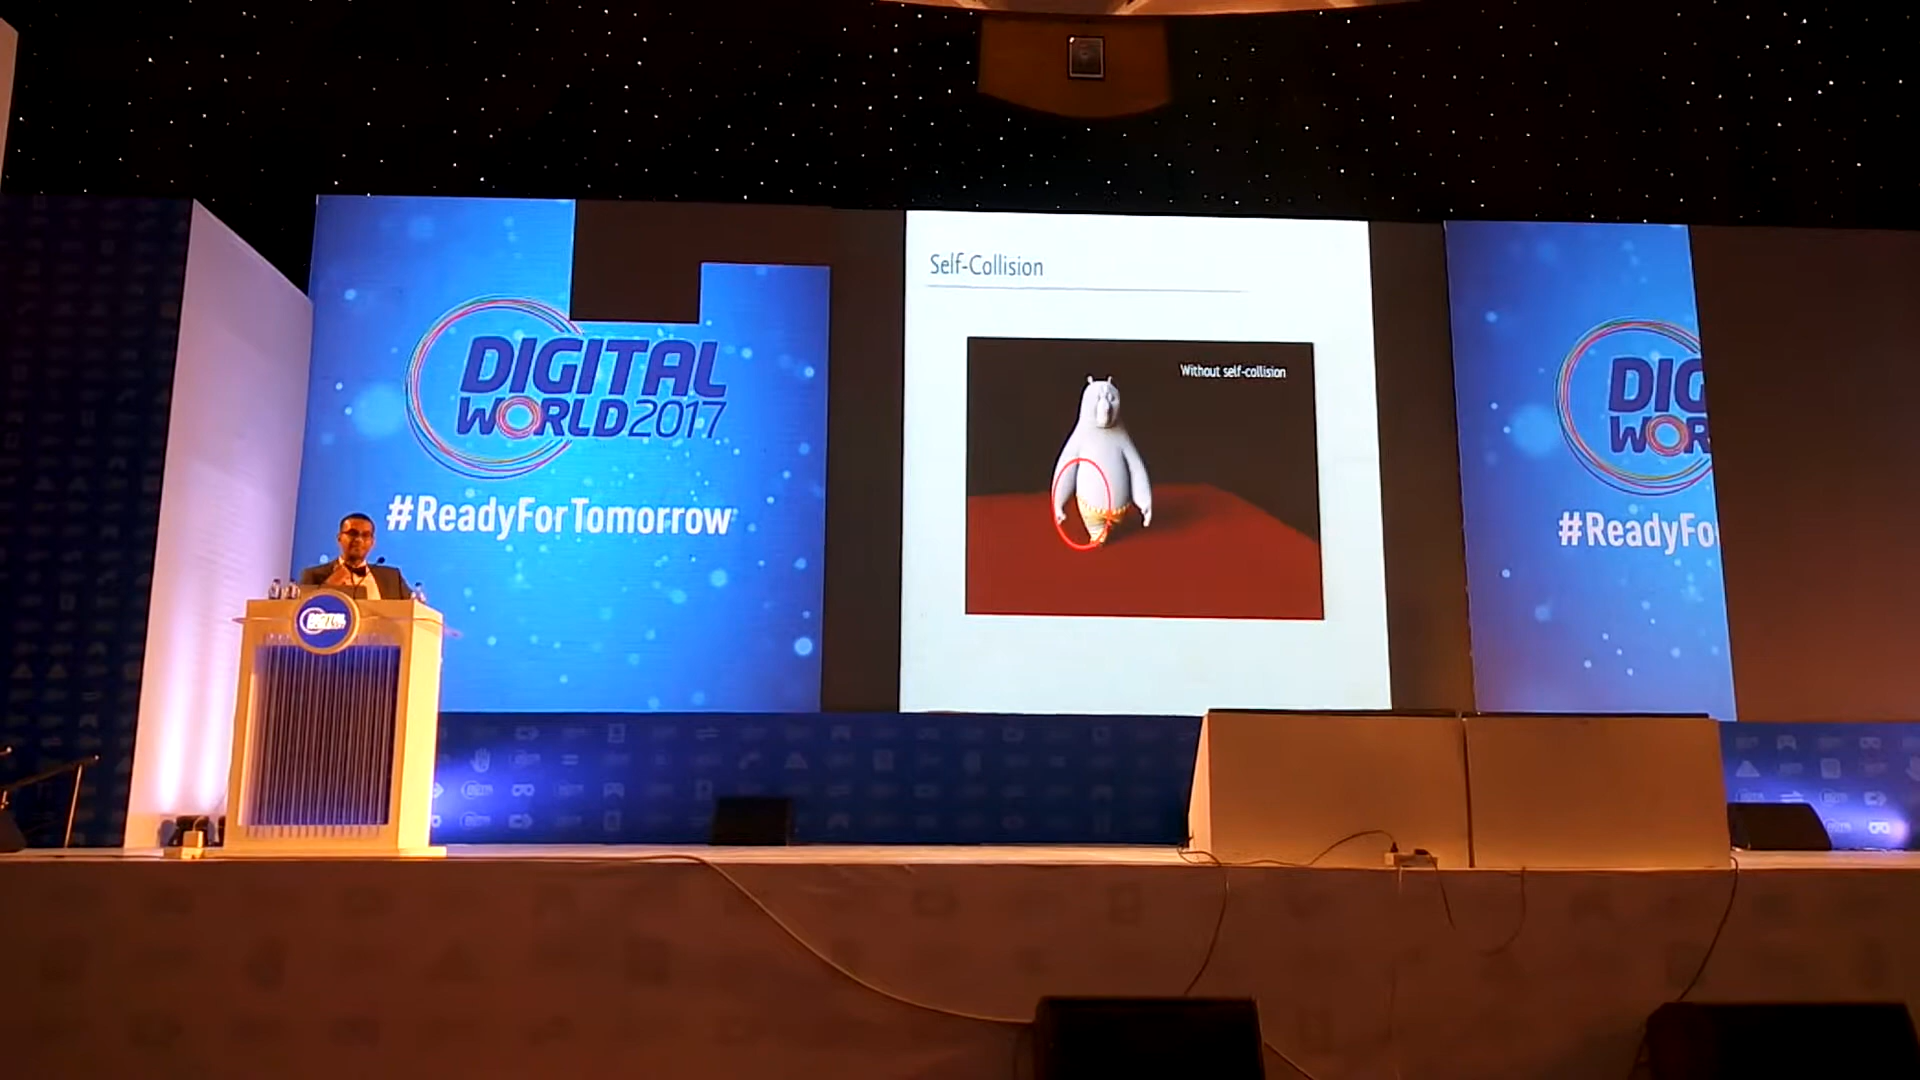 DIGITAL
WORLD2017
#ReadyForTomorrow
Self-Collision
Without self-collision
DIG
WOR
#ReadyFo